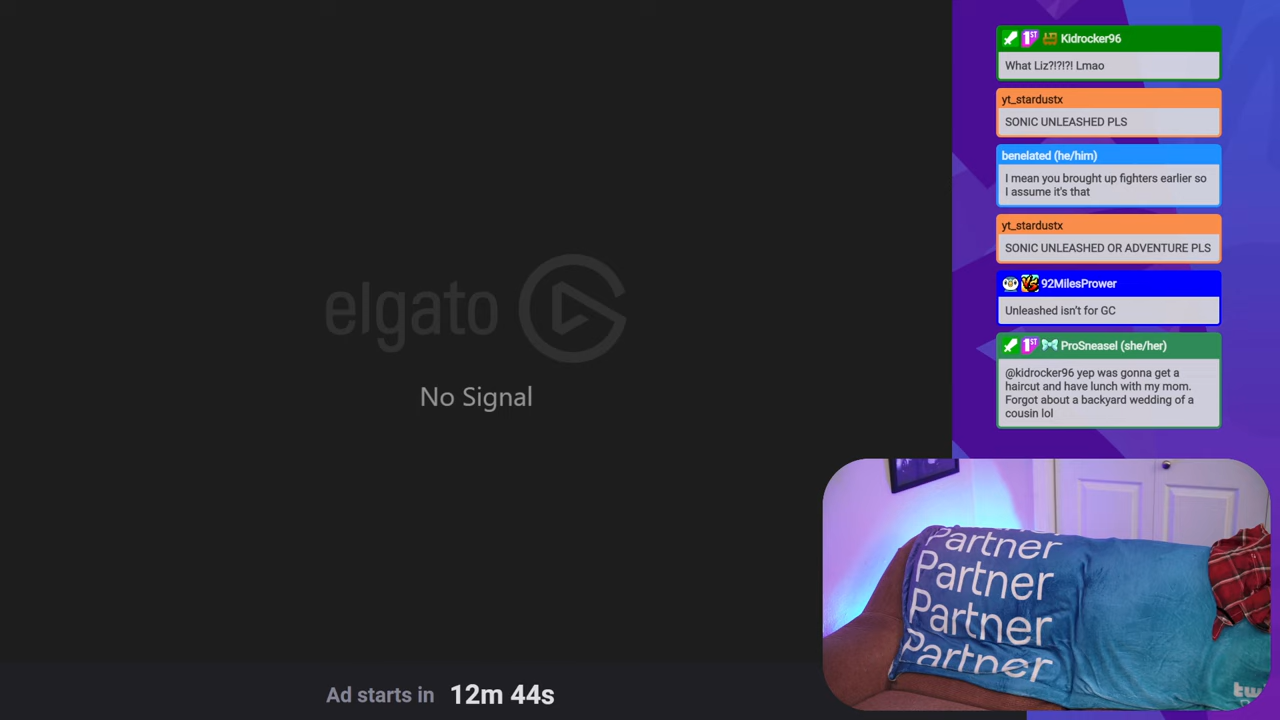 elgato
No Signal
Ad starts in 12m 44s
1ST Kidrocker96
What Liz?!?!?! Lmao
yt_stardustx
SONIC UNLEASHED PLS
benelated (he/him)
I mean you brought up fighters earlier so
I assume it's that
yt_stardustx
SONIC UNLEASHED OR ADVENTURE PLS
92MilesPrower
Unleashed isn't for GC
1ST ProSneasel (she/her)
@kidrocker96 yep was gonna get a
haircut and have lunch with my mom.
Forgot about a backyard wedding of a
cousin lol
Partner
Partner
Partner
Partner